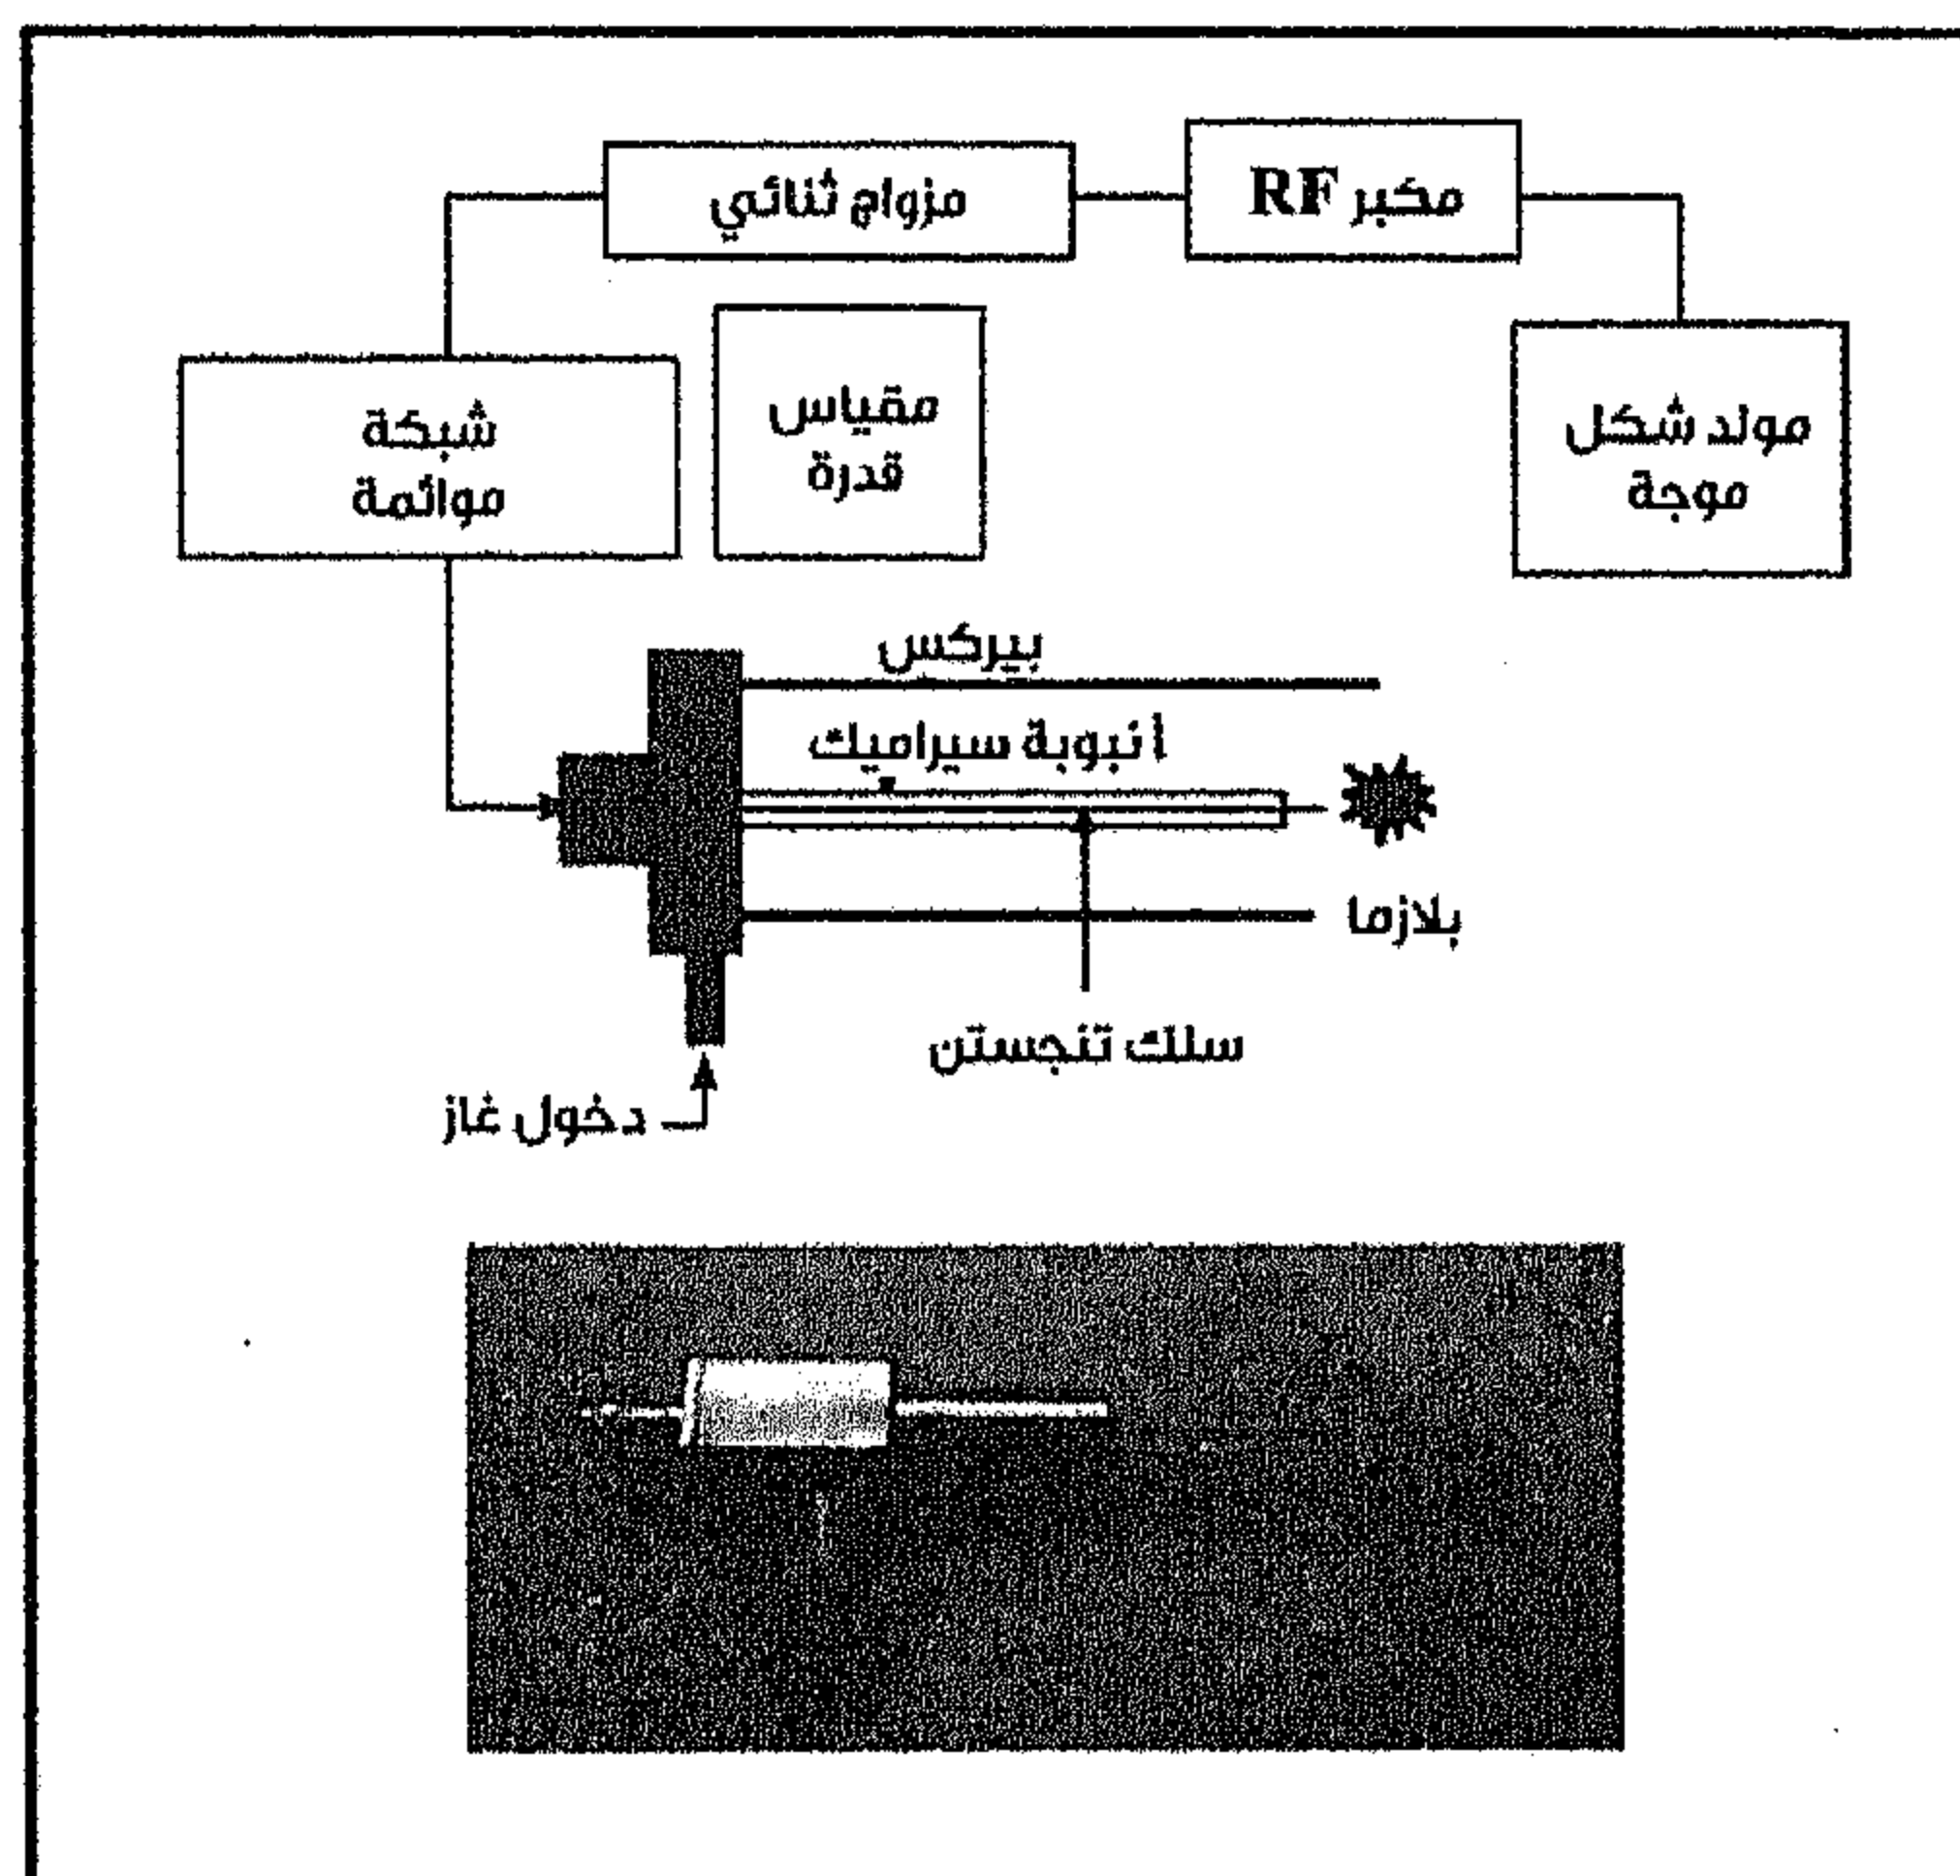 مكبر RF
مزواج ثنائي
مولد شكل
موجة
مقياس
قدرة
شبكة
موائمة
بيركس
أنبوبة سيراميك
بلازما
سلك تنجستن
دخول غاز